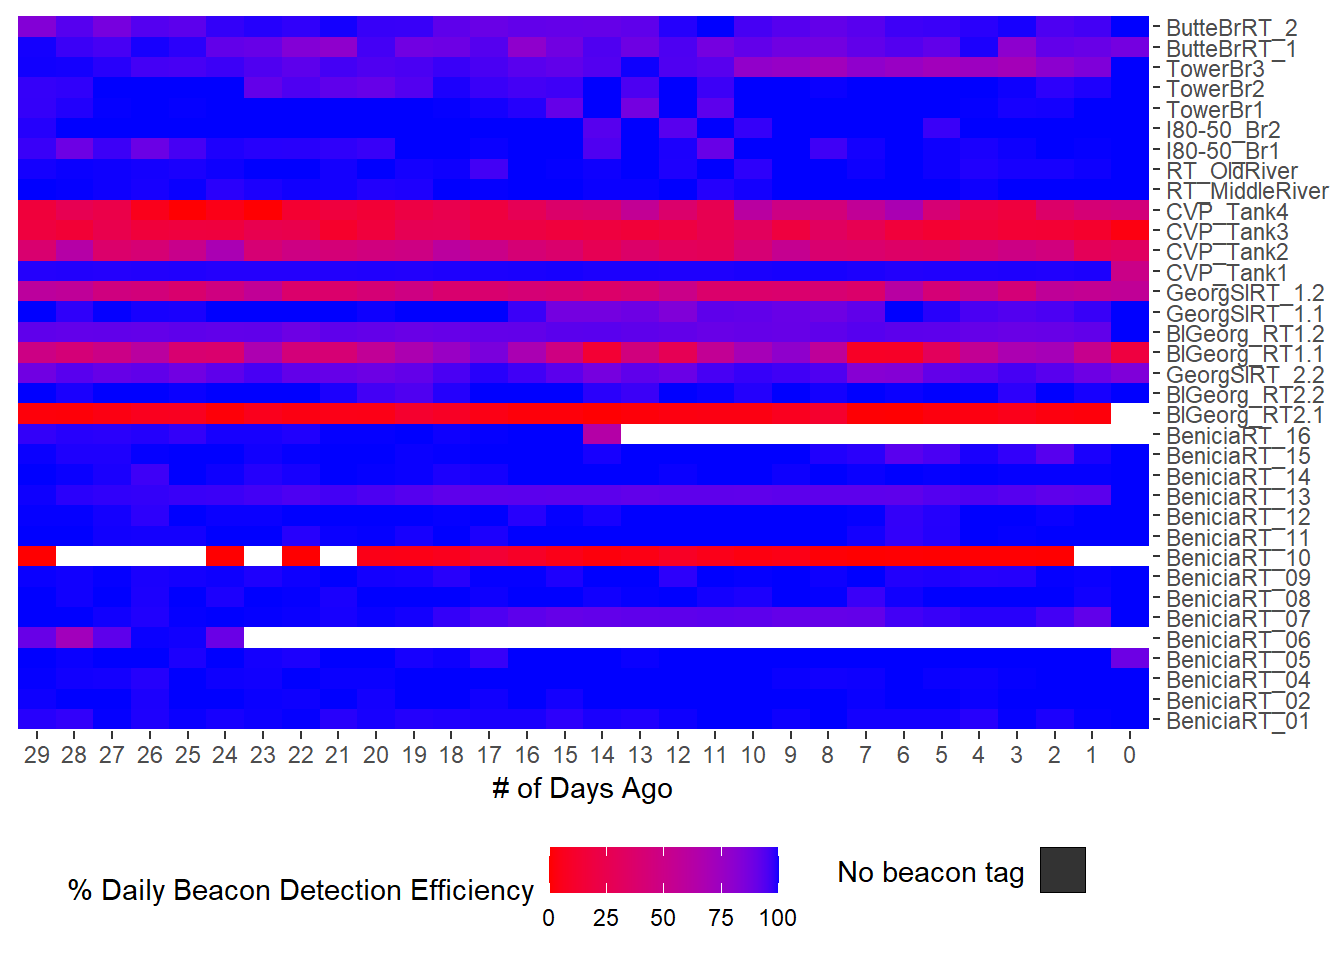 ButteBrRT_2
ButteBrRT_1
TowerBr3
TowerBr2
TowerBr1
I80-50_Br2
I80-50_Br1
RT_OldRiver
RT_MiddleRiver
CVP_Tank4
CVP_Tank3
CVP_Tank2
CVP_Tank1
GeorgSlRT_1.2
GeorgSlRT_1.1
BlGeorg_RT1.2
BlGeorg_RT1.1
GeorgSlRT_2.2
BlGeorg_RT2.2
BlGeorg_RT2.1
BeniciaRT_16
BeniciaRT_15
BeniciaRT_14
BeniciaRT_13
BeniciaRT_12
BeniciaRT_11
BeniciaRT_10
BeniciaRT_09
BeniciaRT_08
BeniciaRT_07
BeniciaRT_06
BeniciaRT_05
BeniciaRT_04
BeniciaRT_02
BeniciaRT_01
29 28 27 26 25 24 23 22 21 20 19 18 17 16 15 14 13 12 11 10 9 8 7 6 5 4 3 2 1 0
# of Days Ago
% Daily Beacon Detection Efficiency
0 25 50 75 100
No beacon tag